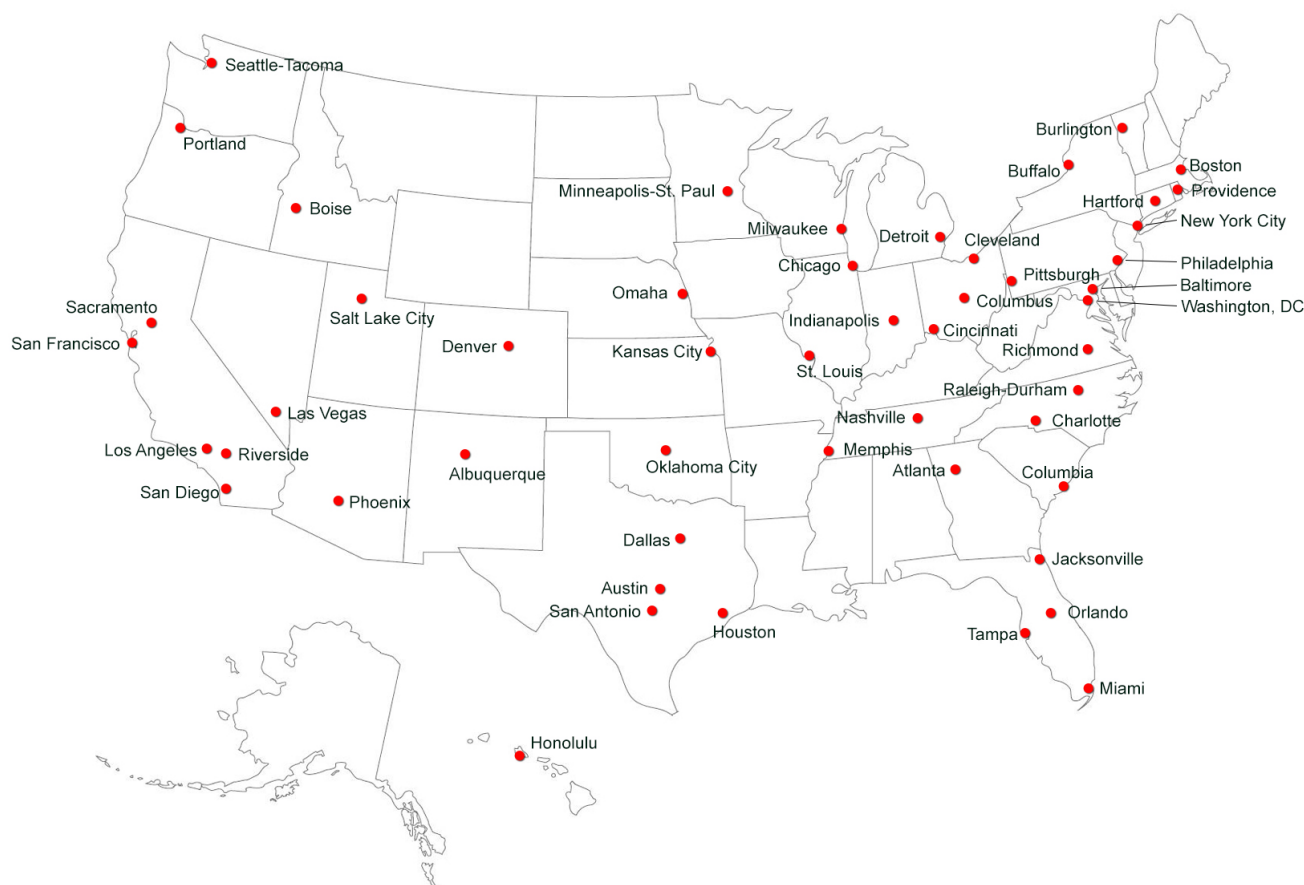 Seattle-Tacoma
Portland
Burlington
Buffalo
Boston
Minneapolis-St. Paul
Providence
Hartford
Boise
New York City
Milwaukee
Detroit
Cleveland
Chicago
Philadelphia
Pittsburgh
Baltimore
Omaha
Columbus
Washington, DC
Sacramento
Salt Lake City
Indianapolis
Cincinnati
San Francisco
Denver
Kansas City
Richmond
St. Louis
Raleigh-Durham
Las Vegas
Nashville
Charlotte
Los Angeles
Riverside
Memphis
Albuquerque
Oklahoma City
Atlanta
Columbia
San Diego
Phoenix
Dallas
Jacksonville
Austin
San Antonio
Orlando
Houston
Tampa
Miami
Honolulu